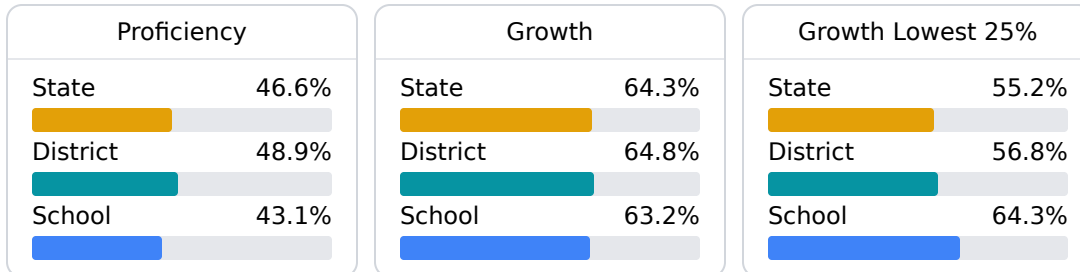 Proficiency
State 46.6%
District 48.9%
School 43.1%
Growth
State 64.3%
District 64.8%
School 63.2%
Growth Lowest 25%
State 55.2%
District 56.8%
School 64.3%